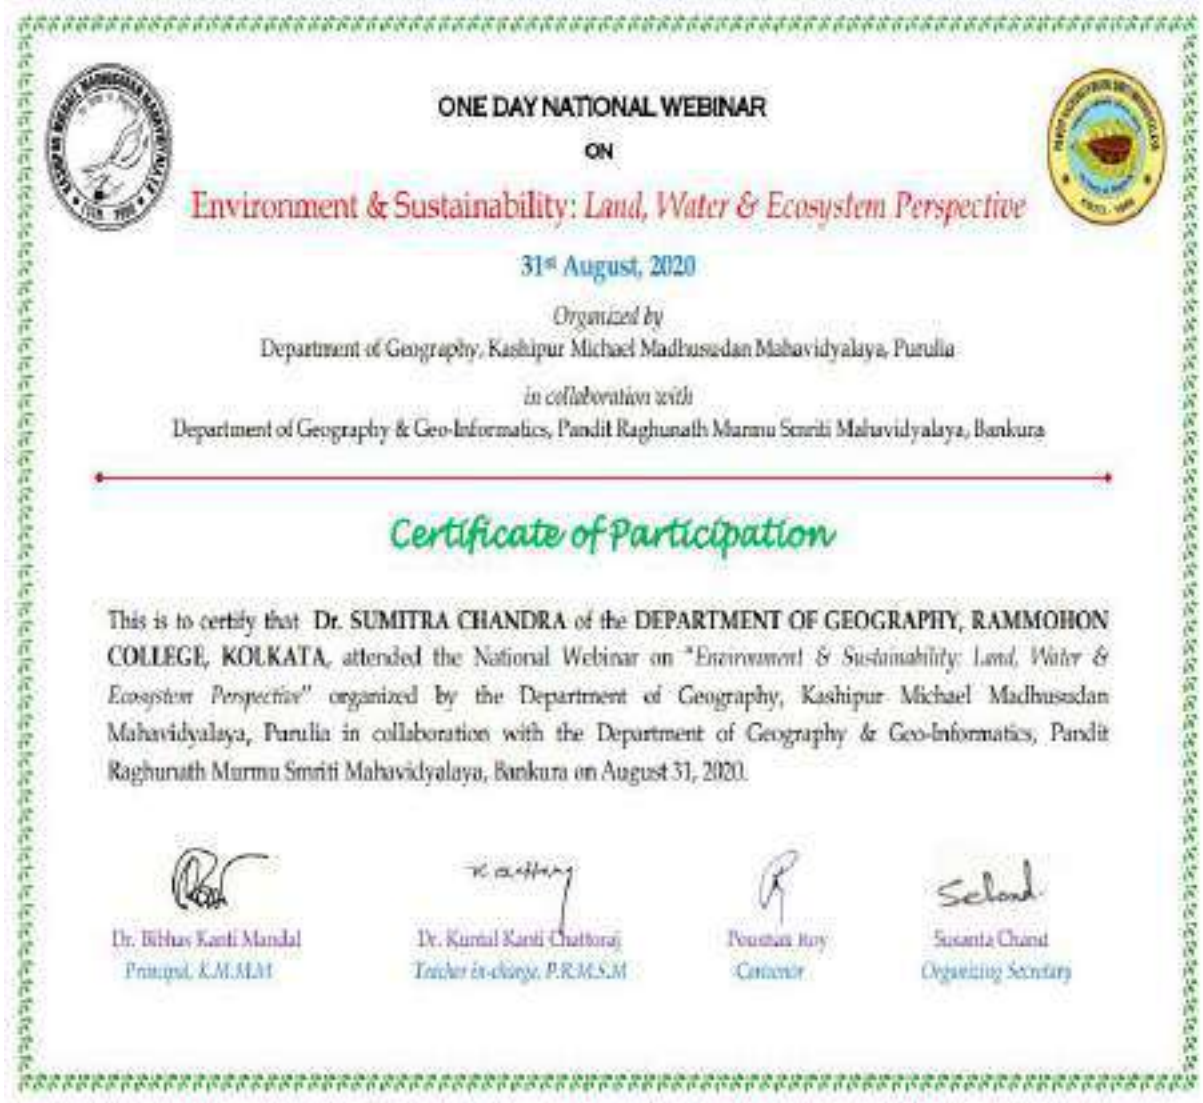 ONE DAY NATIONAL WEBINAR
ON
Environment & Sustainability: Land, Water & Ecosystem Perspective
31st August, 2020
Organized by
Department of Geography, Kashipur Michael Madhusudan Mahavidyalaya, Purulia
in collaboration with
Department of Geography & Geo-Informatics, Pandit Raghunath Murmu Smriti Mahavidyalaya, Bankura
Certificate of Participation
This is to certify that Dr. SUMITRA CHANDRA of the DEPARTMENT OF GEOGRAPHY, RAMMOHON
COLLEGE, KOLKATA, attended the National Webinar on "Environment & Sustainability: Land, Water &
Ecosystem Perspective" organized by the Department of Geography, Kashipur Michael Madhusudan
Mahavidyalaya, Purulia in collaboration with the Department of Geography & Geo-Informatics, Pandit
Raghunath Murmu Smriti Mahavidyalaya, Bankura on August 31, 2020.
Dr. Bibhas Kanti Mandal
Principal, K.M.M.M
Dr. Kuntal Kanti Chattoraj
Teacher in-charge, P.R.M.S.M
Roy
Convenor
Susanta Chand
Organizing Secretary